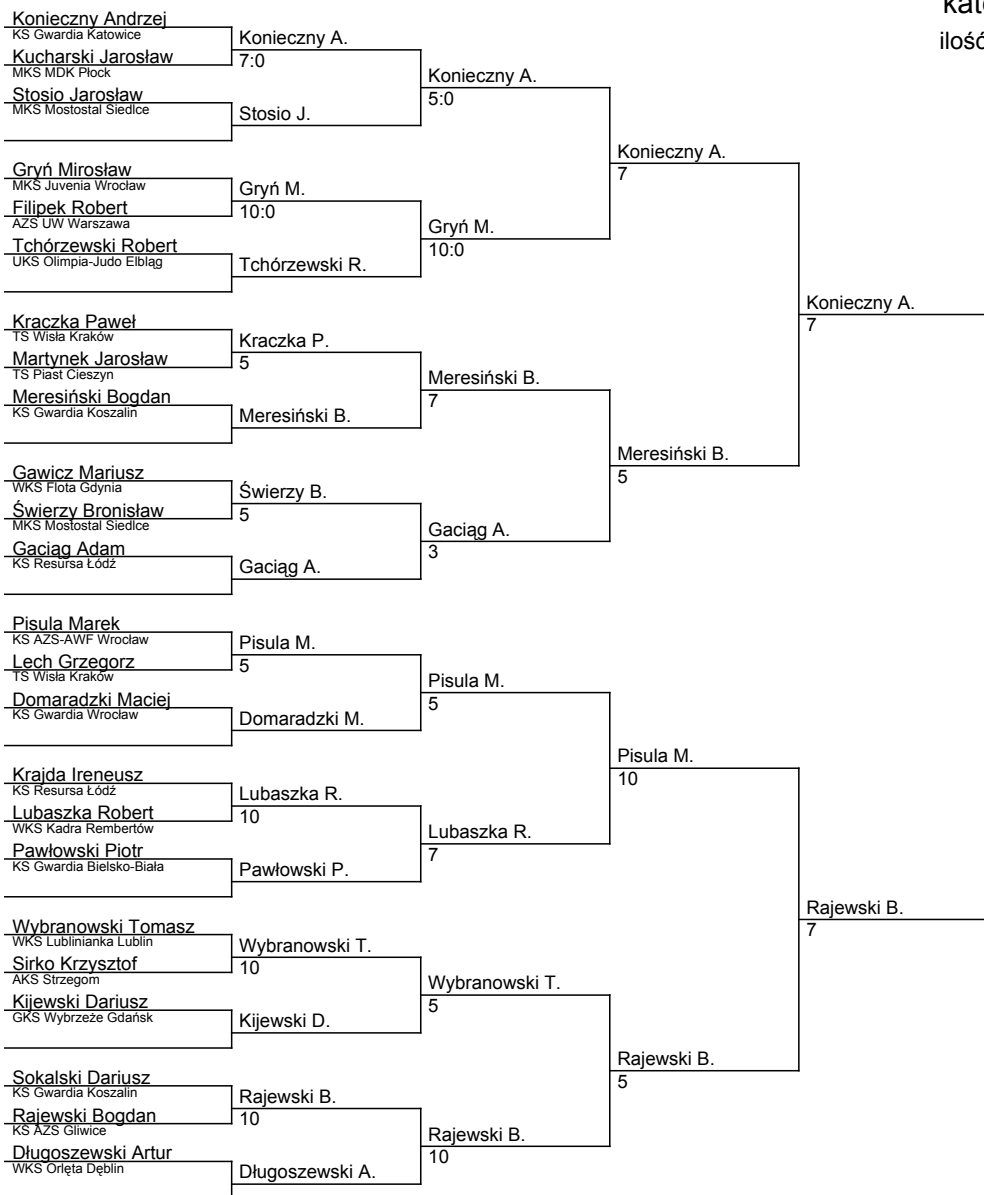 kate
ilość
Konieczny Andrzej
KS Gwardia Katowice
Kucharski Jarosław
MKS MDK Płock
Stosio Jarosław
MKS Mostostal Siedlce
Gryń Mirosław
MKS Juvenia Wrocław
Filipek Robert
AZS UW Warszawa
Tchórzewski Robert
UKS Olimpia-Judo Elbląg
Kraczka Paweł
TS Wisła Kraków
Martynek Jarosław
TS Piast Cieszyn
Meresiński Bogdan
KS Gwardia Koszalin
Gawicz Mariusz
WKS Flota Gdynia
Świerzy Bronisław
MKS Mostostal Siedlce
Gaciąg Adam
KS Resursa Łódź
Pisula Marek
KS AZS-AWF Wrocław
Lech Grzegorz
TS Wisła Kraków
Domaradzki Maciej
KS Gwardia Wrocław
Krajda Ireneusz
KS Resursa Łódź
Lubaszka Robert
WKS Kadra Rembertów
Pawłowski Piotr
KS Gwardia Bielsko-Biała
Wybranowski Tomasz
WKS Lublinianka Lublin
Sirko Krzysztof
AKS Strzegom
Kijewski Dariusz
GKS Wybrzeże Gdańsk
Sokalski Dariusz
KS Gwardia Koszalin
Rajewski Bogdan
KS AZS Gliwice
Długoszewski Artur
WKS Orlęta Dęblin
Konieczny A.
7:0
Stosio J.
Gryń M.
10:0
Tchórzewski R.
Kraczka P.
5
Meresiński B.
Świerzy B.
5
Gaciąg A.
Pisula M.
5
Domaradzki M.
Lubaszka R.
10
Pawłowski P.
Wybranowski T.
10
Kijewski D.
Rajewski B.
10
Długoszewski A.
Konieczny A.
5:0
Gryń M.
10:0
Meresiński B.
7
Gaciąg A.
3
Pisula M.
5
Lubaszka R.
7
Wybranowski T.
5
Rajewski B.
10
Konieczny A.
7
Meresiński B.
5
Pisula M.
10
Rajewski B.
5
Konieczny A.
7
Rajewski B.
7